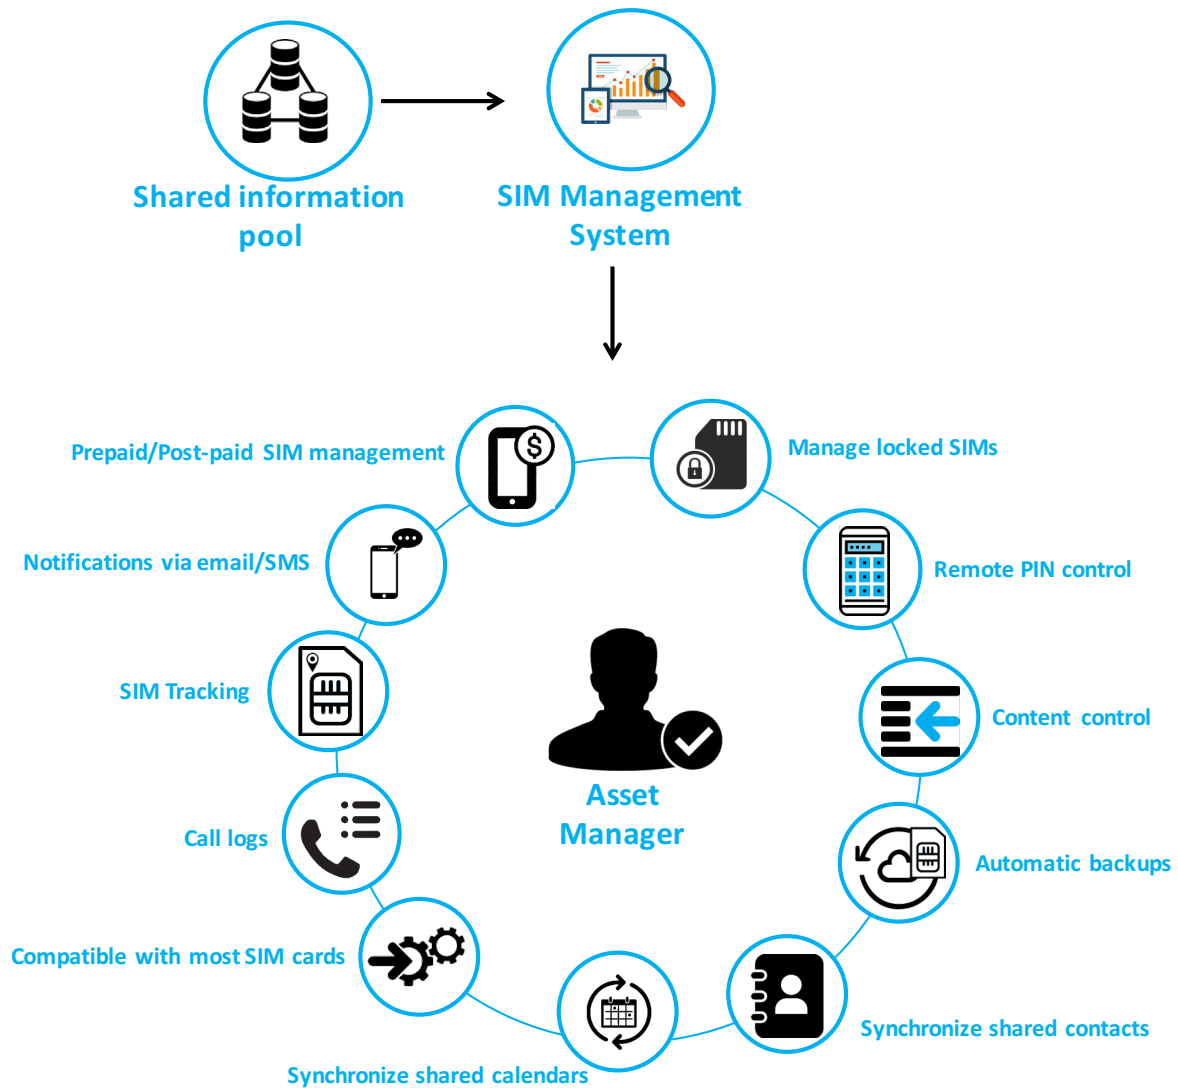 Shared information
pool
SIM Management
System
Prepaid/Post-paid SIM management
Manage locked SIMs
Notifications via email/SMS
Remote PIN control
SIM Tracking
Content control
Asset
Manager
Call logs
Automatic backups
Compatible with most SIM cards
Synchronize shared contacts
Synchronize shared calendars